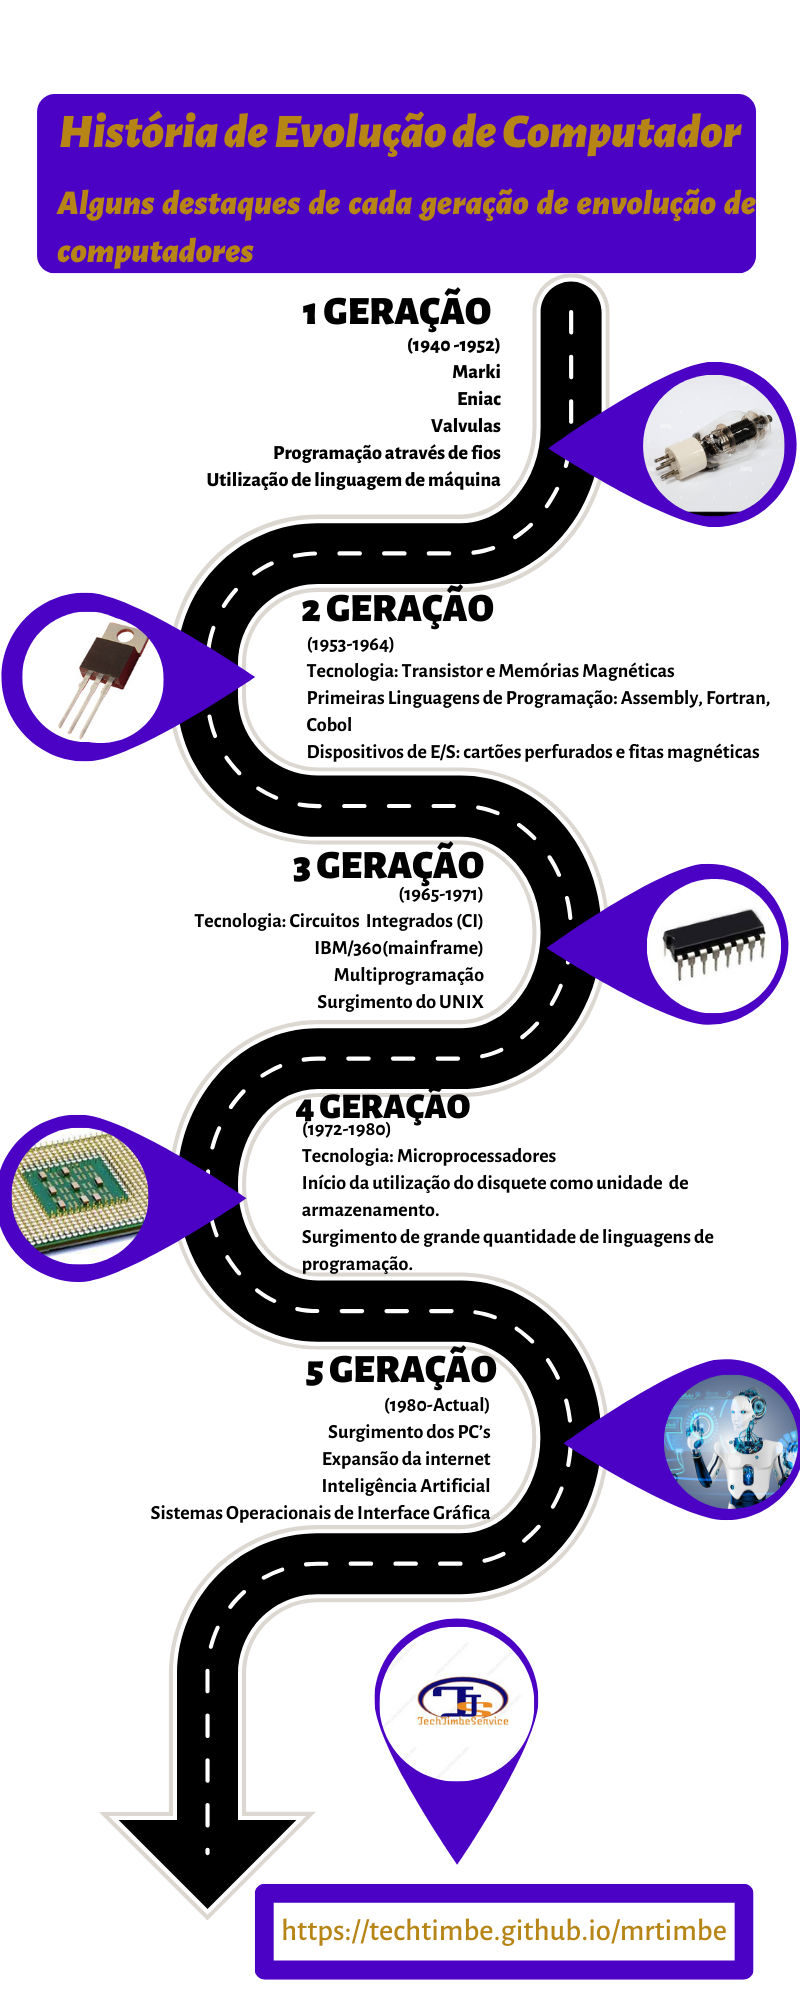 História de Evolução de Computador
Alguns destaques de cada geração de envolução de
computadores
1 GERAÇÃO
(1940 -1952)
Marki
Eniac
Valvulas
Programação através de fios
Utilização de linguagem de máquina
2 GERAÇÃO
(1953-1964)
Tecnologia: Transistor e Memórias Magnéticas
Primeiras Linguagens de Programação: Assembly, Fortran,
Cobol
Dispositivos de E/S: cartões perfurados e fitas magnéticas
3 GERAÇÃO
(1965-1971)
Tecnologia: Circuitos  Integrados (CI)
IBM/360(mainframe)
Multiprogramação
Surgimento do UNIX
4 GERAÇÃO
(1972-1980)
Tecnologia: Microprocessadores
Início da utilização do disquete como unidade  de
armazenamento.
Surgimento de grande quantidade de linguagens de
programação.
5 GERAÇÃO
(1980-Actual)
Surgimento dos PC's
Expansão da internet
Inteligência Artificial
Sistemas Operacionais de Interface Gráfica
TechTimbeService
https://techtimbe.github.io/mrtimbe